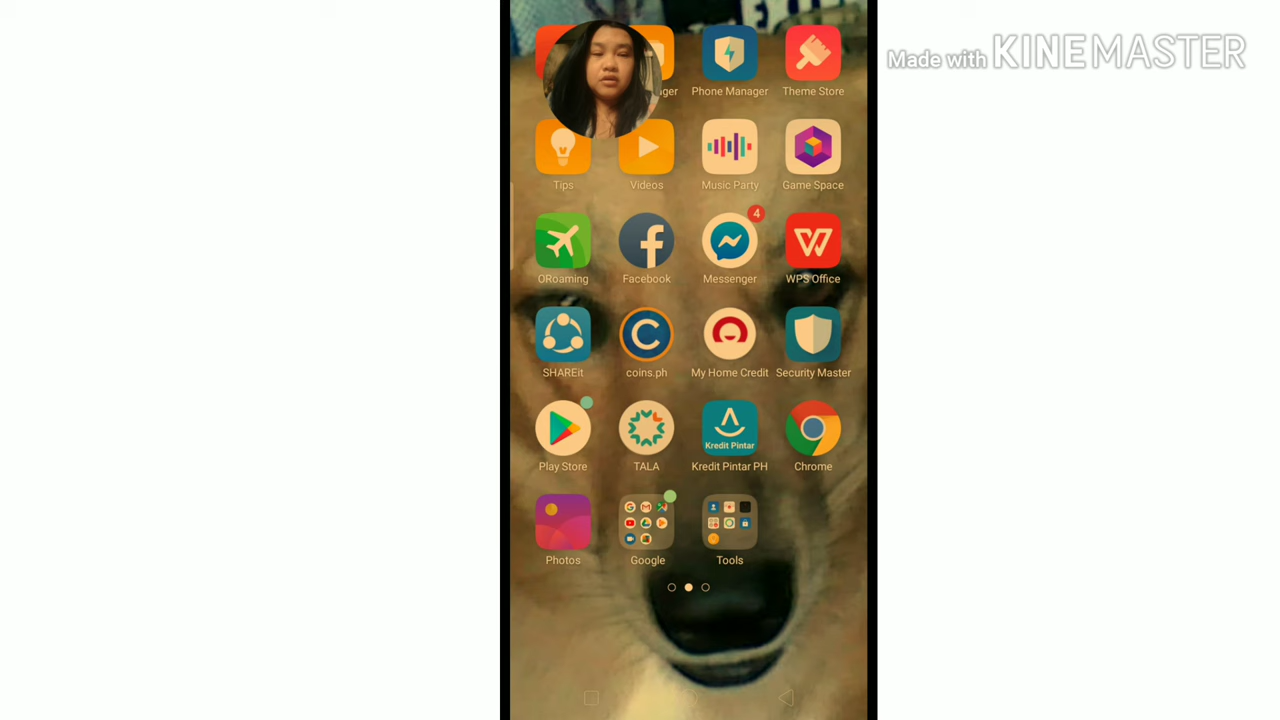 Made with KINEMASTER
ager
Phone Manager
Theme Store
Tips
Videos
Music Party
Game Space
4
ORoaming
Facebook
Messenger
WPS Office
SHAREit
coins.ph
My Home Credit
Security Master
Kredit Pintar
Play Store
TALA
Kredit Pintar PH
Chrome
Photos
Google
Tools